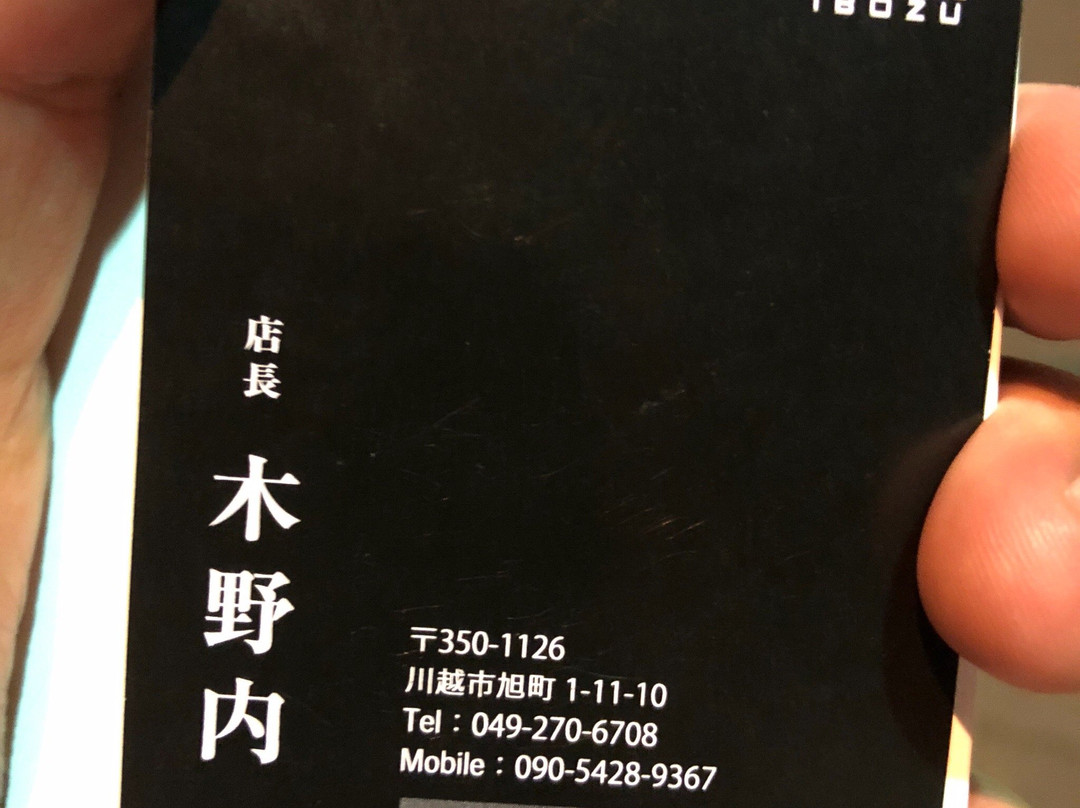 店長
木野内
〒350-1126
川越市旭町 1-11-10
Tel：049-270-6708
Mobile：090-5428-9367